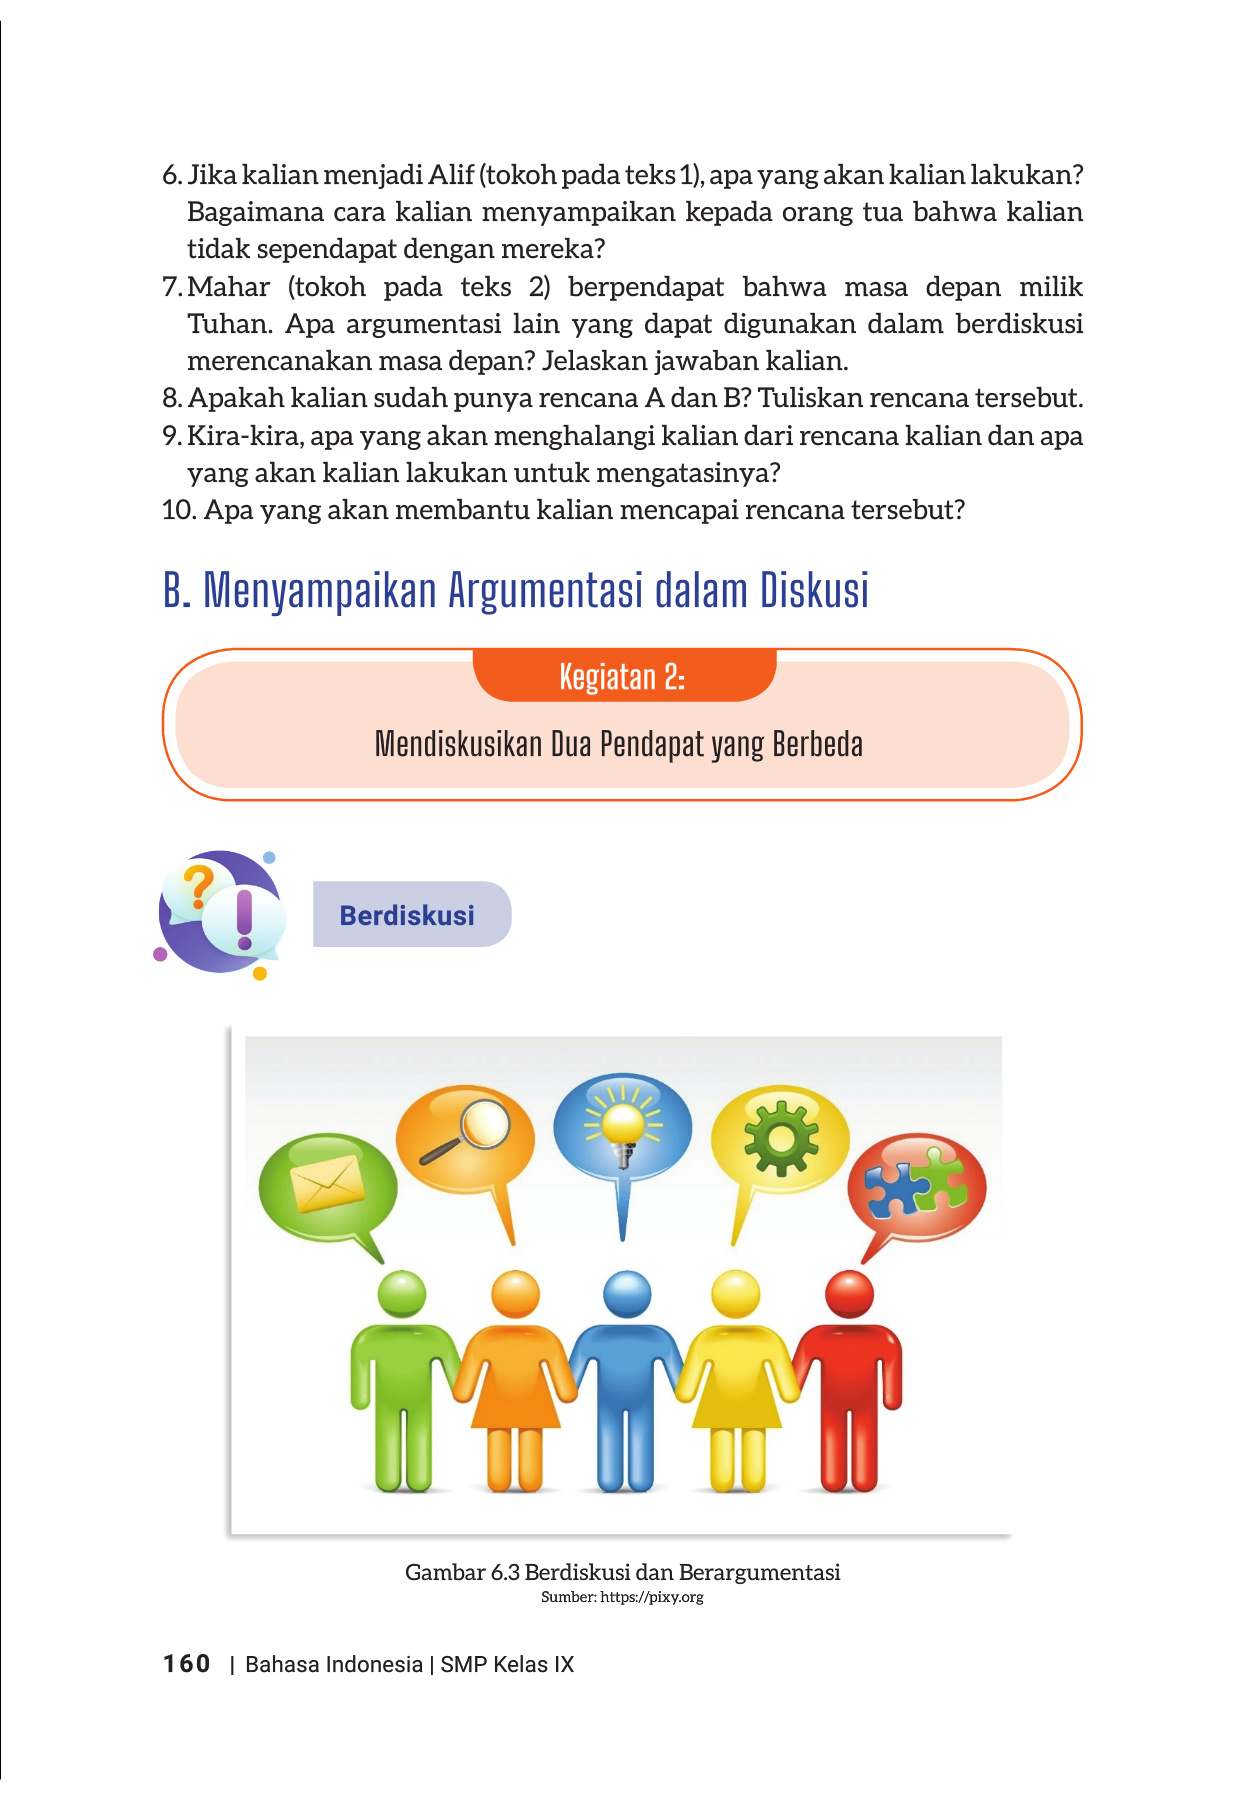 6. Jika kalian menjadi Alif (tokoh pada teks 1), apa yang akan kalian lakukan?
Bagaimana cara kalian menyampaikan kepada orang tua bahwa kalian
tidak sependapat dengan mereka?
7. Mahar (tokoh pada teks 2) berpendapat bahwa masa depan milik
Tuhan. Apa argumentasi lain yang dapat digunakan dalam berdiskusi
merencanakan masa depan? Jelaskan jawaban kalian.
8. Apakah kalian sudah punya rencana A dan B? Tuliskan rencana tersebut.
9. Kira-kira, apa yang akan menghalangi kalian dari rencana kalian dan apa
yang akan kalian lakukan untuk mengatasinya?
10. Apa yang akan membantu kalian mencapai rencana tersebut?
B. Menyampaikan Argumentasi dalam Diskusi
Kegiatan 2:
Mendiskusikan Dua Pendapat yang Berbeda
? !
Berdiskusi
Gambar 6.3 Berdiskusi dan Berargumentasi
Sumber: https://pixy.org
160 | Bahasa Indonesia | SMP Kelas IX